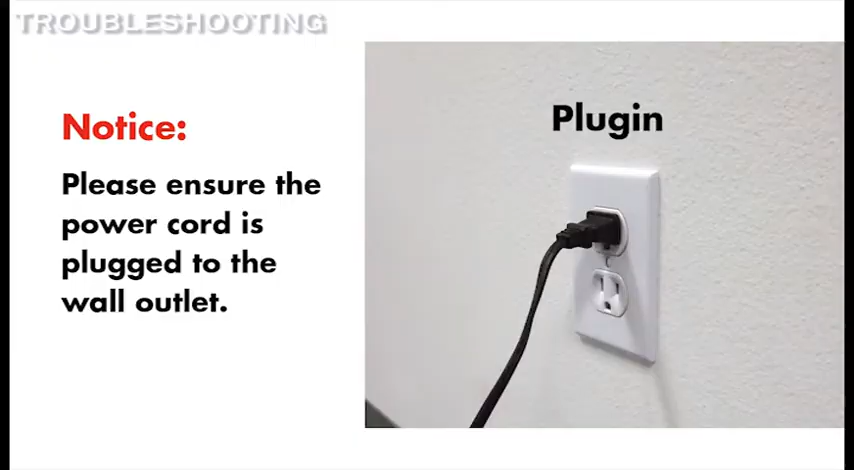 TROUBLESHOOTING
Notice:
Please ensure the
power cord is
plugged to the
wall outlet.
Plugin